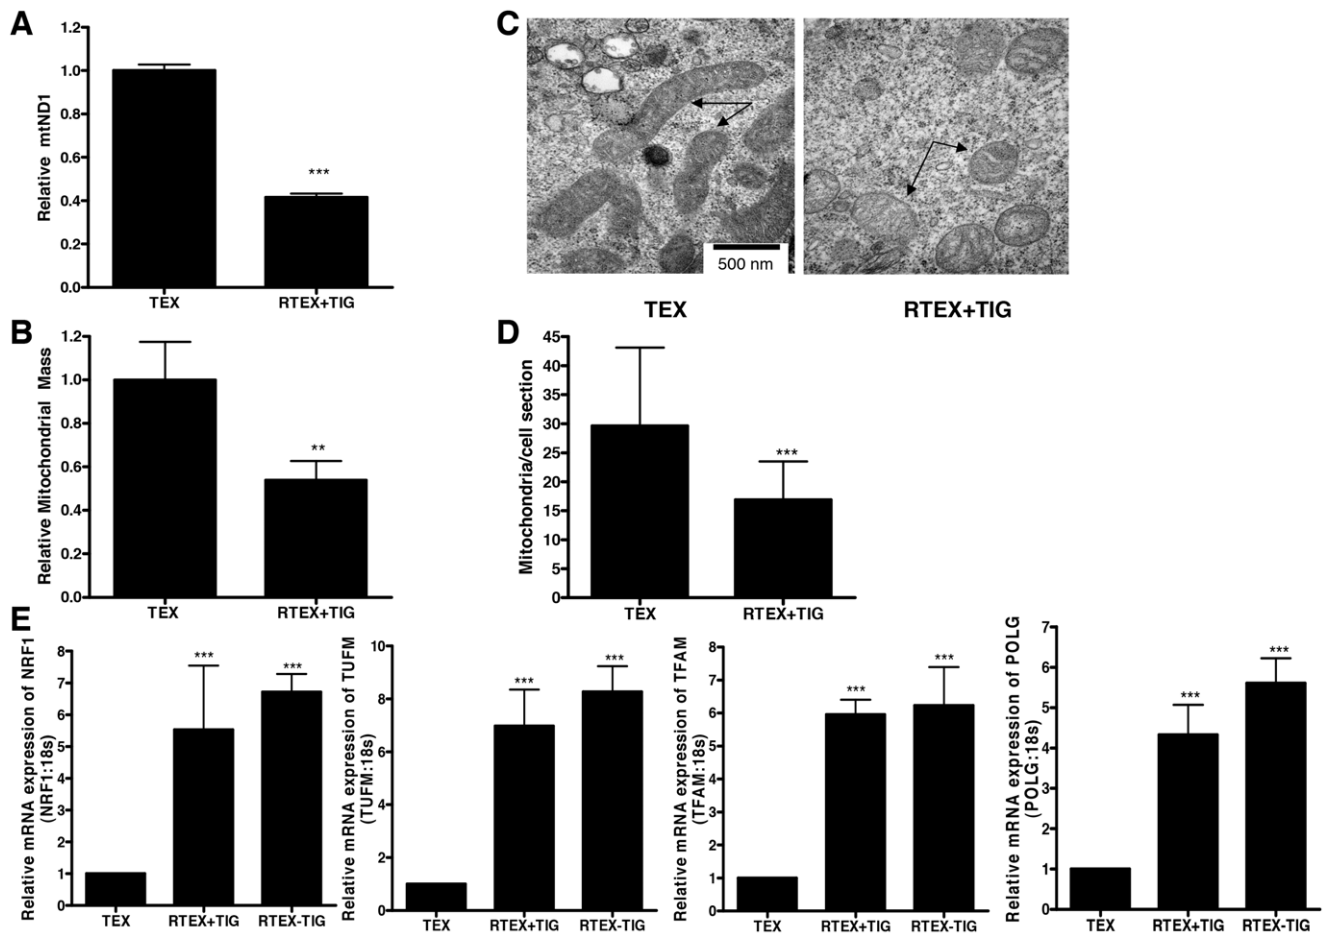 A
Relative mtND1
1.2
1.0
0.8
0.6
0.4
0.2
0.0
***
TEX
RTEX+TIG
C
500 nm
TEX
RTEX+TIG
B
Relative Mitochondrial Mass
1.2
1.0
0.8
0.6
0.4
0.2
0.0
**
TEX
RTEX+TIG
D
Mitochondria/cell section
45
40
35
30
25
20
15
10
5
0
***
TEX
RTEX+TIG
E
Relative mRNA expression of NRF1
(NRF1:18s)
8
7
6
5
4
3
2
1
0
***
***
TEX
RTEX+TIG
RTEX-TIG
Relative mRNA expression of TUFM
(TUFM:18s)
10
8
6
4
2
0
***
***
TEX
RTEX+TIG
RTEX-TIG
Relative mRNA expression of TFAM
(TFAM:18s)
8
7
6
5
4
3
2
1
0
***
***
TEX
RTEX+TIG
RTEX-TIG
Relative mRNA expression of POLG
(POLG:18s)
7
6
5
4
3
2
1
0
***
***
TEX
RTEX+TIG
RTEX-TIG